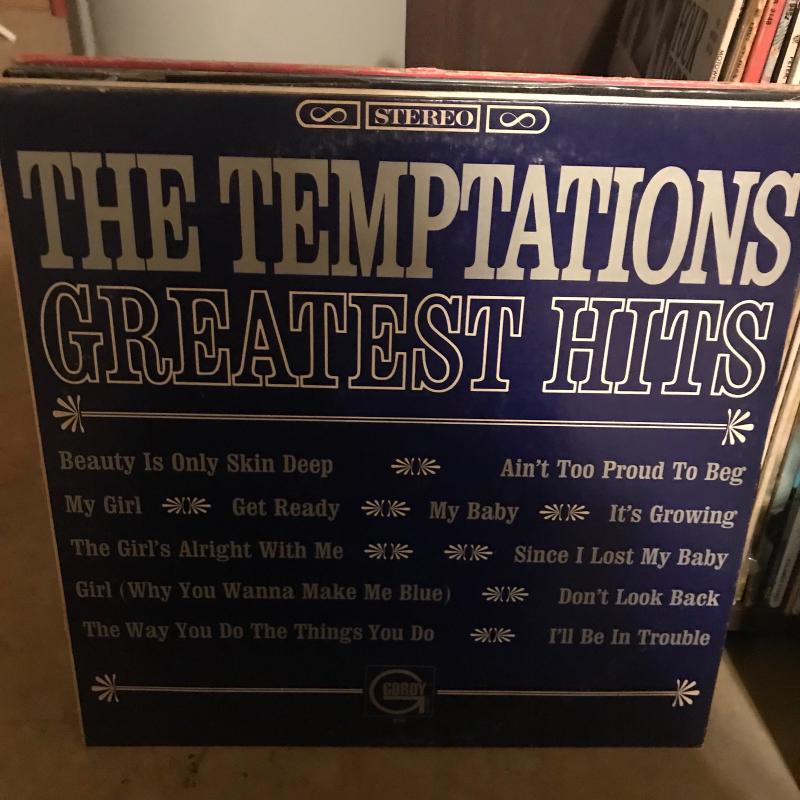 STEREO
THE TEMPTATIONS
GREATEST HITS
Beauty Is Only Skin Deep Ain't Too Proud To Beg
My Girl Get Ready My Baby It's Growing
The Girl's Alright With Me Since I Lost My Baby
Girl (Why You Wanna Make Me Blue) Don't Look Back
The Way You Do The Things You Do I'll Be In Trouble
GORDY